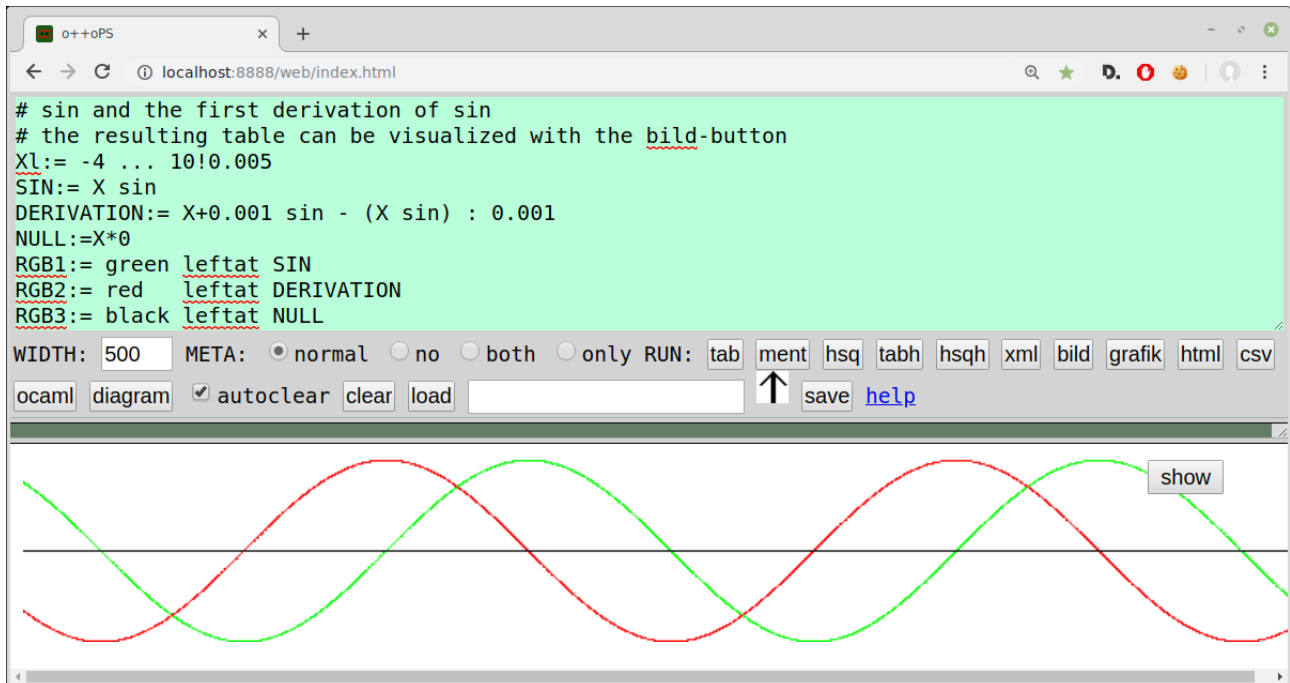 o++oPS
localhost:8888/web/index.html
D.
# sin and the first derivation of sin
# the resulting table can be visualized with the bild-button
Xl:= -4 ... 10!0.005
SIN:= X sin
DERIVATION:= X+0.001 sin - (X sin) : 0.001
NULL:=X*0
RGB1:= green leftat SIN
RGB2:= red   leftat DERIVATION
RGB3:= black leftat NULL
WIDTH: 500 META: normal no both only RUN: tab ment hsq tabh hsqh xml bild grafik html csv
ocaml diagram autoclear clear load save help
show